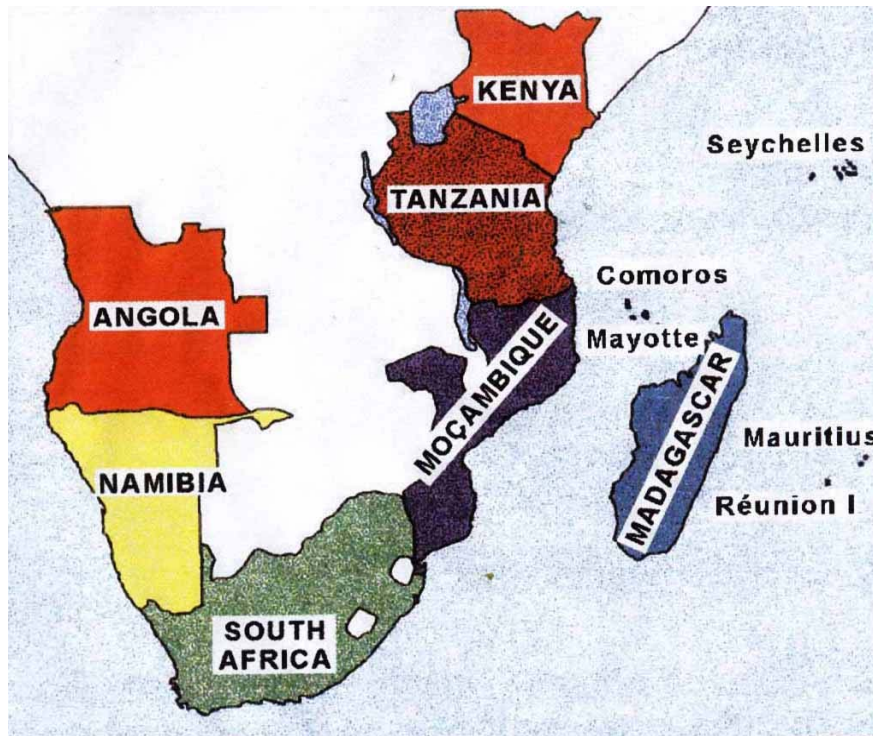 KENYA
Seychelles
TANZANIA
Comoros
ANGOLA
Mayotte
MOÇAMBIQUE
MADAGASCAR
Mauritius
NAMIBIA
Réunion I
SOUTH
AFRICA